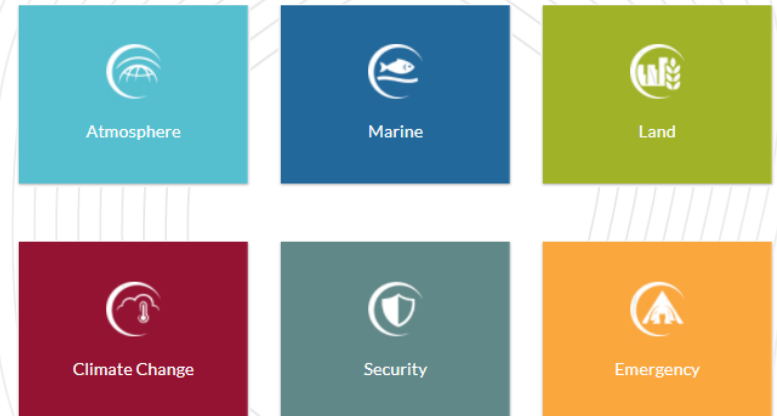 Atmosphere
Marine
Land
Climate Change
Security
Emergency